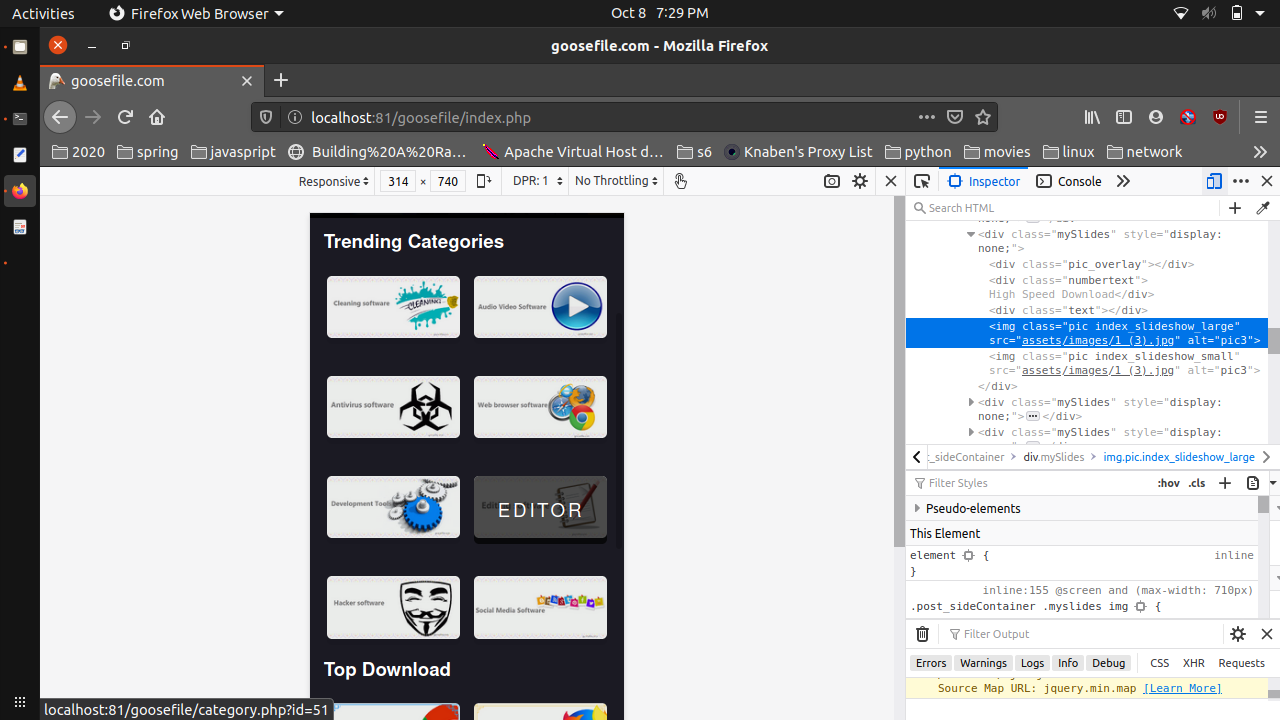 Activities
Firefox Web Browser
Oct 8 7:29 PM
goosefile.com - Mozilla Firefox
goosefile.com
localhost:81/goosefile/index.php
2020
spring
javascript
Building%20A%20Ra…
Apache Virtual Host d…
s6
Knaben's Proxy List
python
movies
linux
network
Responsive
314 × 740
DPR: 1
No Throttling
Inspector
Console
Search HTML
<div class="mySlides" style="display:
none;">
<div class="pic_overlay"></div>
<div class="numbertext">
High Speed Download</div>
<div class="text"></div>
<img class="pic index_slideshow_large"
src="assets/images/1_(3).jpg" alt="pic3">
<img class="pic index_slideshow_small"
src="assets/images/1_(3).jpg" alt="pic3">
</div>
<div class="mySlides" style="display:
none;"></div>
<div class="mySlides" style="display:
_sideContainer
div.mySlides
img.pic.index_slideshow_large
Filter Styles
:hov .cls
Pseudo-elements
This Element
element {
inline
}
inline:155 @screen and (max-width: 710px)
.post_sideContainer .myslides img {
Filter Output
Errors
Warnings
Logs
Info
Debug
CSS
XHR
Requests
Source Map URL: jquery.min.map [Learn More]
Trending Categories
Cleaning software
CLEANING
Audio Video Software
Antivirus software
Web browser software
Development Tools
EDITOR
Hacker software
Social Media Software
Top Download
localhost:81/goosefile/category.php?id=51